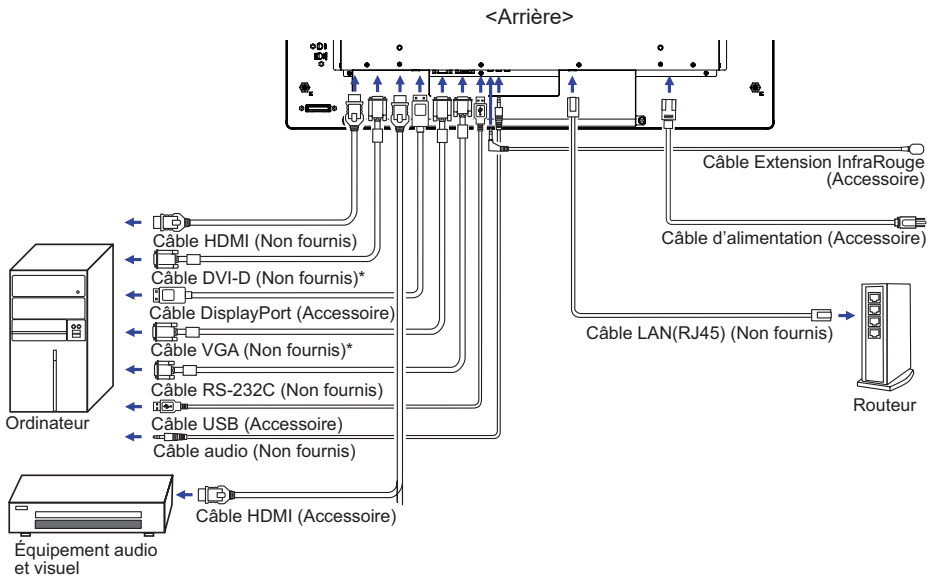 <Arrière>
Câble Extension InfraRouge
(Accessoire)
Câble HDMI (Non fournis)
Câble d'alimentation (Accessoire)
Câble DVI-D (Non fournis)*
Câble DisplayPort (Accessoire)
Câble LAN(RJ45) (Non fournis)
Câble VGA (Non fournis)*
Câble RS-232C (Non fournis)
Routeur
Ordinateur
Câble USB (Accessoire)
Câble audio (Non fournis)
Câble HDMI (Accessoire)
Équipement audio
et visuel